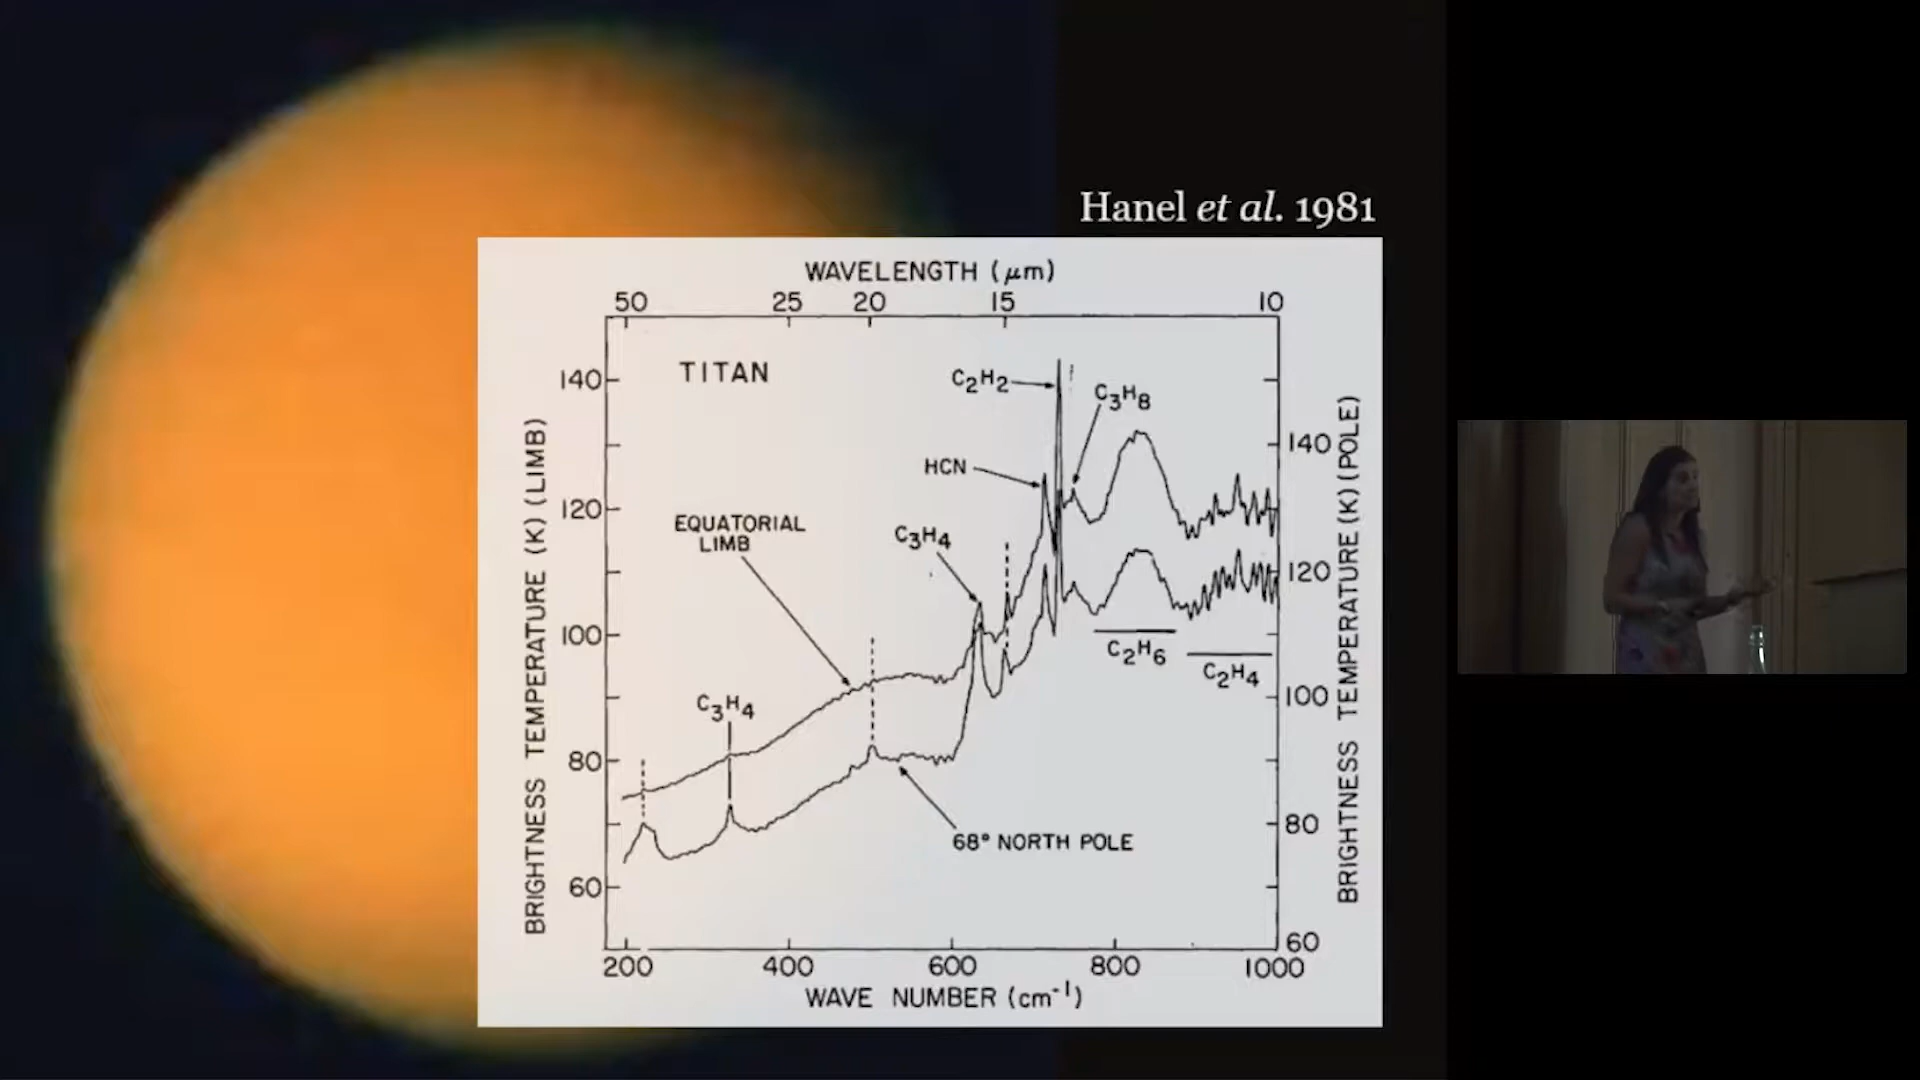 Hanel et al. 1981
WAVELENGTH (μm)
50 25 20 15 10
TITAN
140
120
100
80
60
BRIGHTNESS TEMPERATURE (K) (LIMB)
C2H2
C3H8
HCN
EQUATORIAL
LIMB
C3H4
C3H4
C2H6
C2H4
68° NORTH POLE
140
120
100
80
60
BRIGHTNESS TEMPERATURE (K) (POLE)
200 400 600 800 1000
WAVE NUMBER (cm-1)